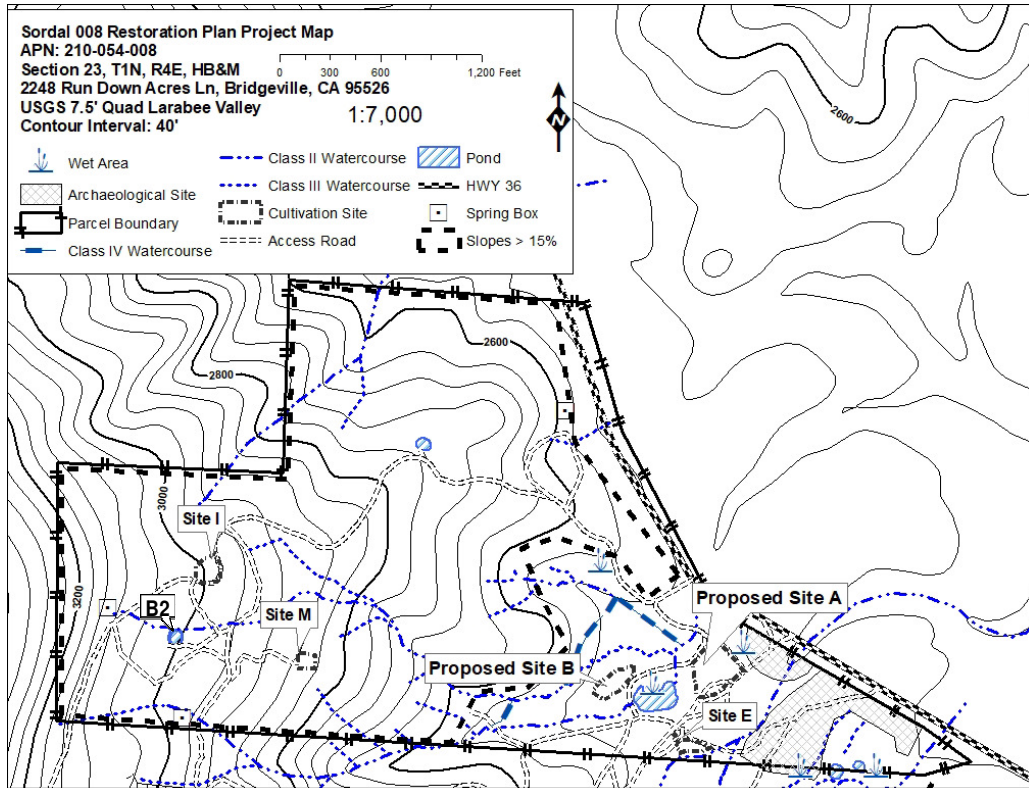 Sordal 008 Restoration Plan Project Map
APN: 210-054-008
Section 23, T1N, R4E, HB&M
2248 Run Down Acres Ln, Bridgeville, CA 95526
USGS 7.5' Quad Larabee Valley
Contour Interval: 40'
0 300 600 1,200 Feet
1:7,000
N
Wet Area
Archaeological Site
Parcel Boundary
Class IV Watercourse
Class II Watercourse
Class III Watercourse
Cultivation Site
Access Road
Pond
HWY 36
Spring Box
Slopes > 15%
2600
2600
2800
3000
Site I
3200
B2
Site M
Proposed Site A
Proposed Site B
Site E